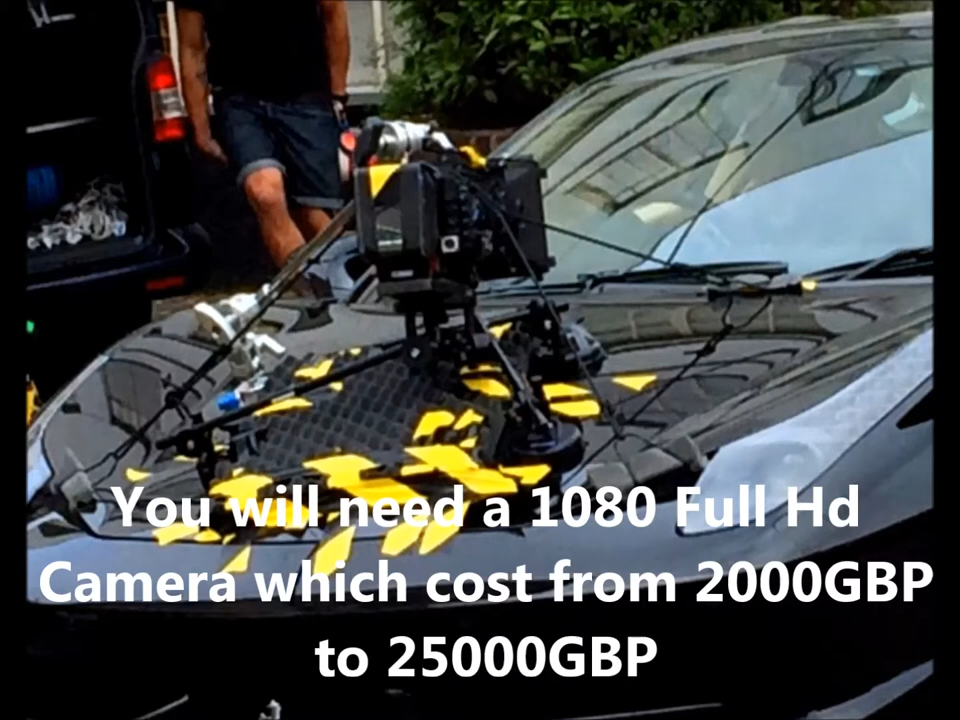 You will need a 1080 Full Hd
Camera which cost from 2000GBP
to 25000GBP